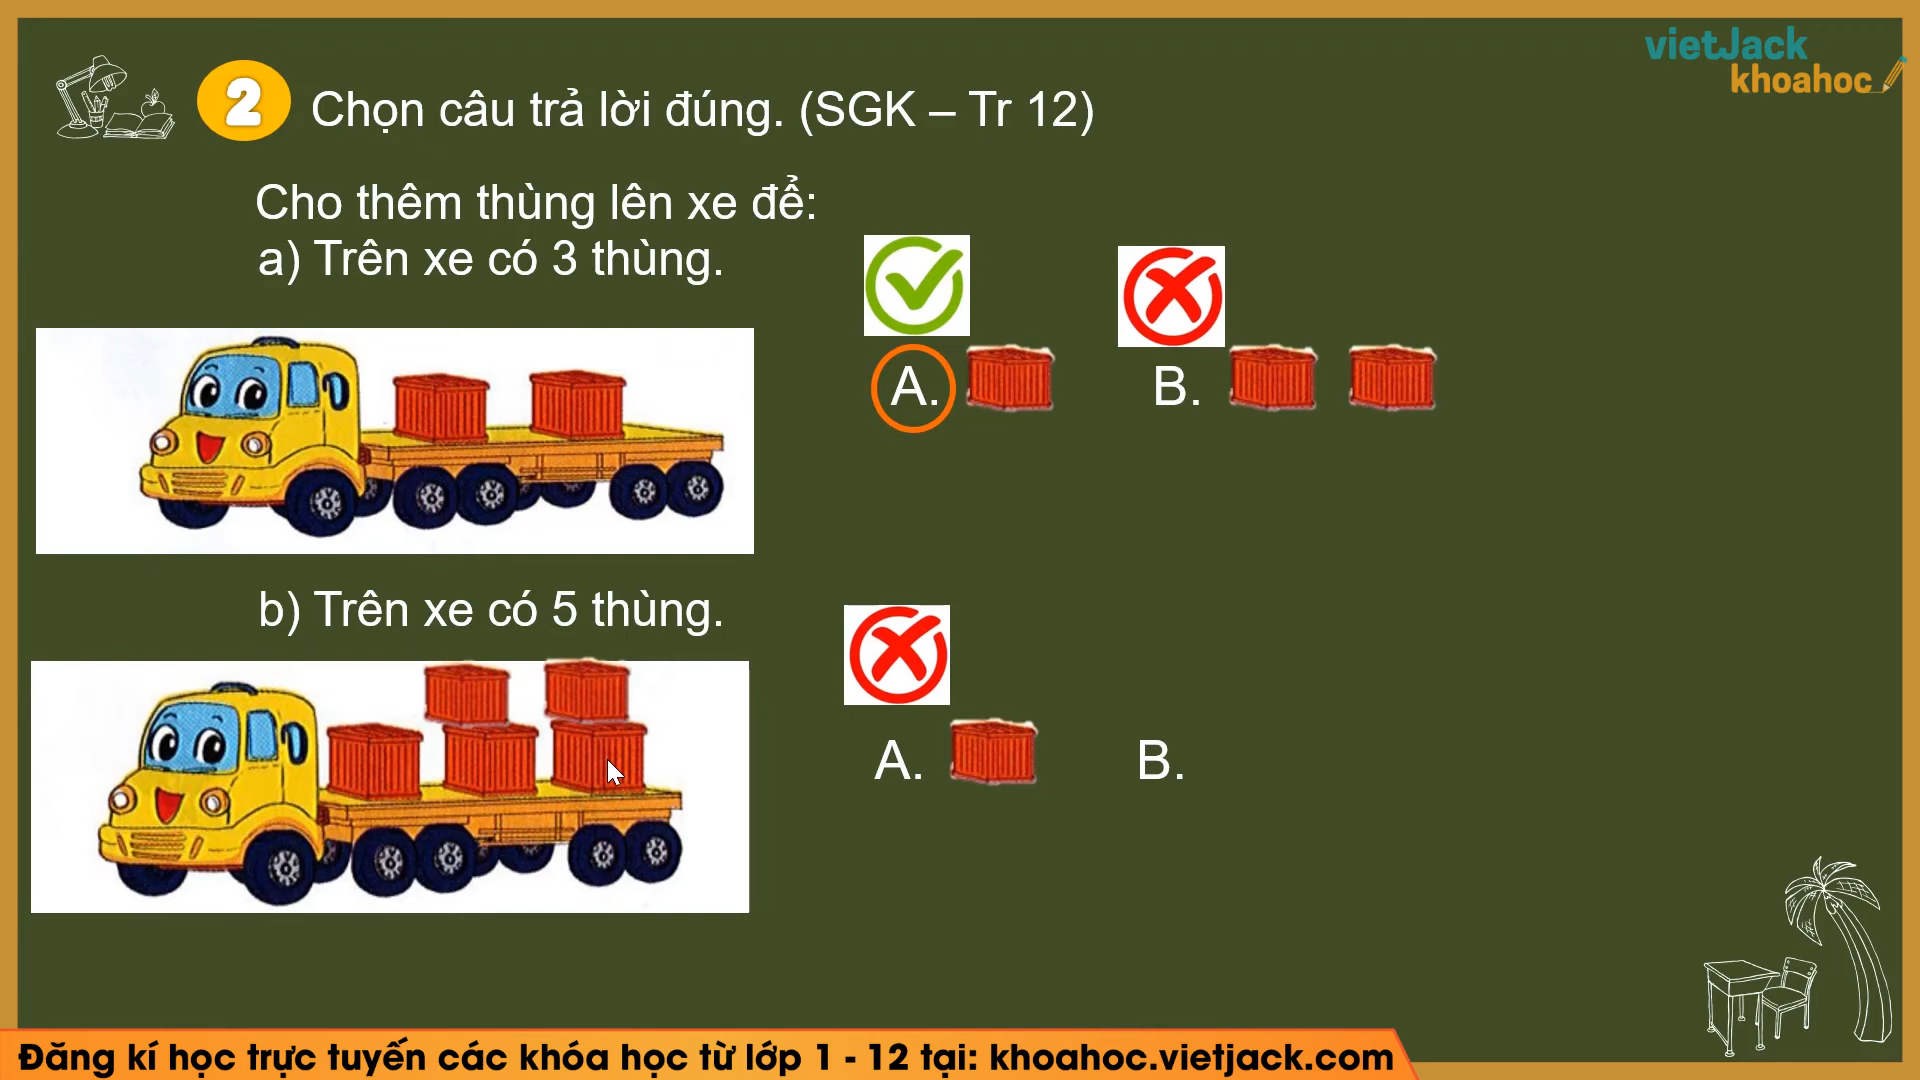 vietJack
khoahoc
2 Chọn câu trả lời đúng. (SGK – Tr 12)
Cho thêm thùng lên xe để:
a) Trên xe có 3 thùng.
A.
B.
b) Trên xe có 5 thùng.
A.
B.
Đăng kí học trực tuyến các khóa học từ lớp 1 - 12 tại: khoahoc.vietjack.com